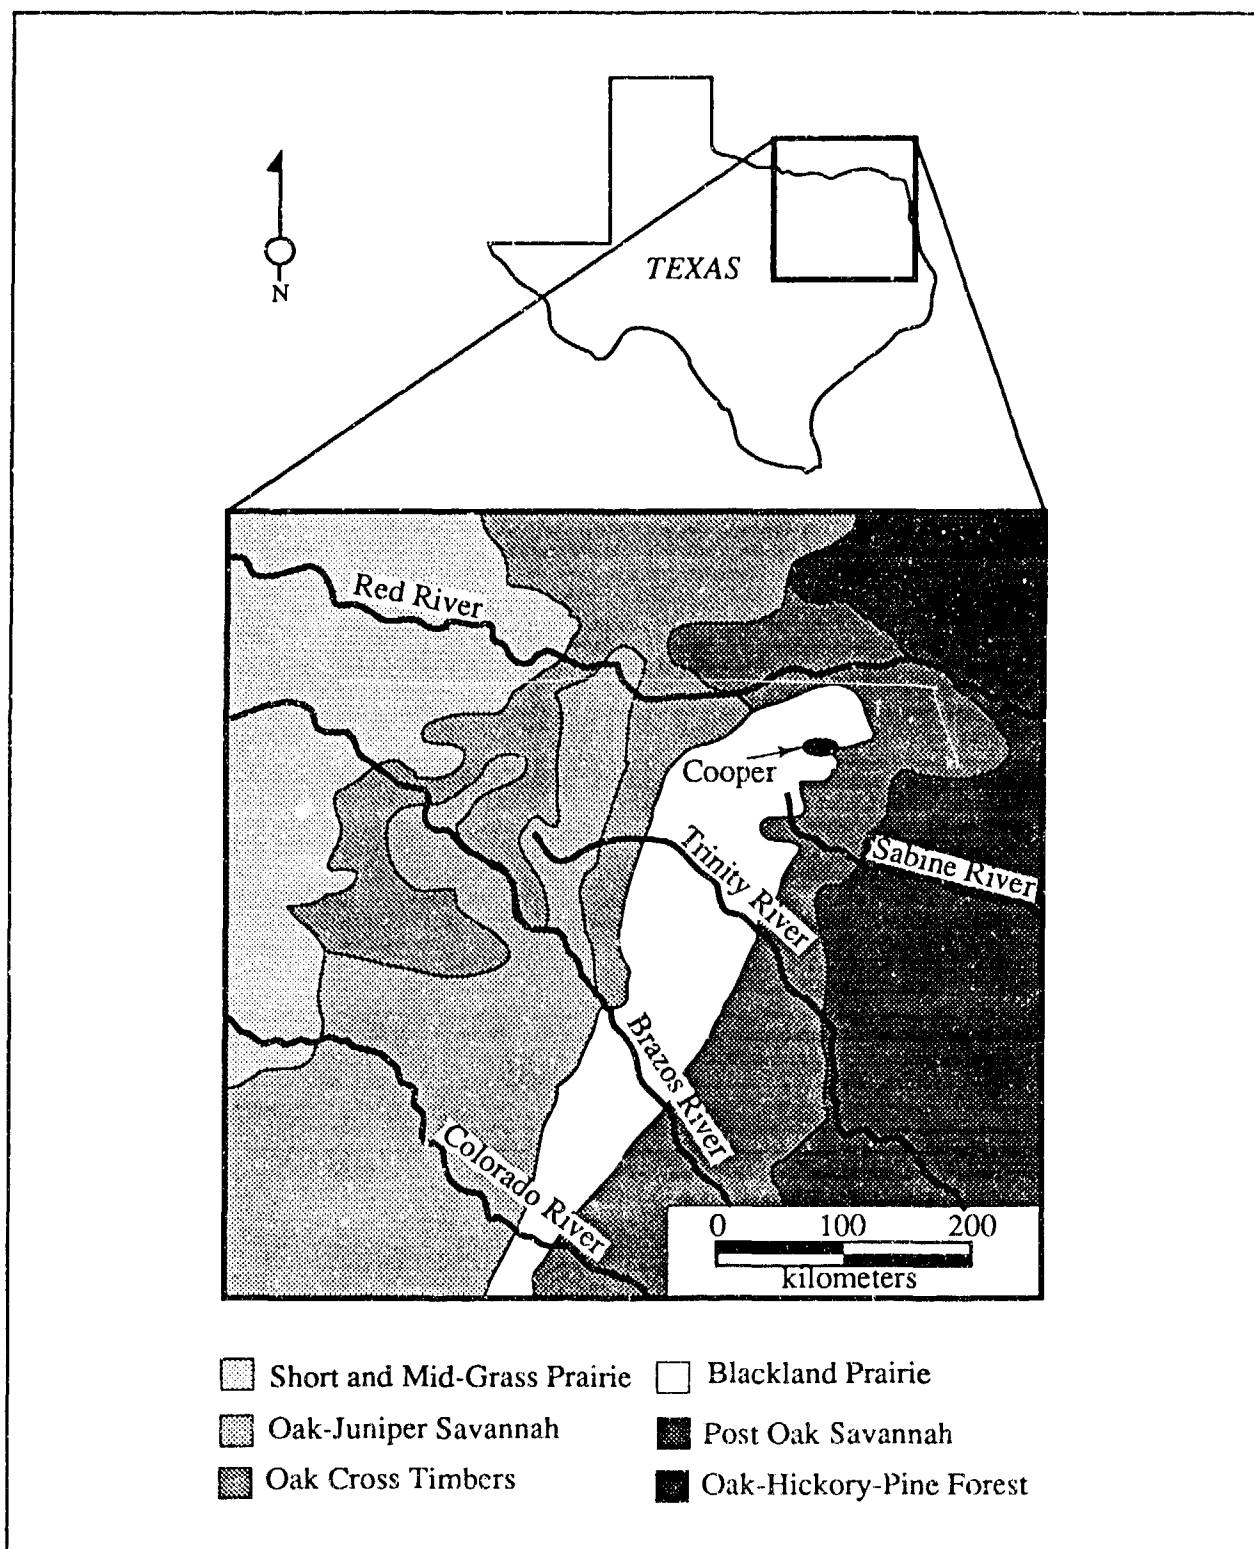 N
TEXAS
Red River
Cooper
Trinity River
Sabine River
Brazos River
Colorado River
0 100 200
kilometers
Short and Mid-Grass Prairie
Blackland Prairie
Oak-Juniper Savannah
Post Oak Savannah
Oak Cross Timbers
Oak-Hickory-Pine Forest